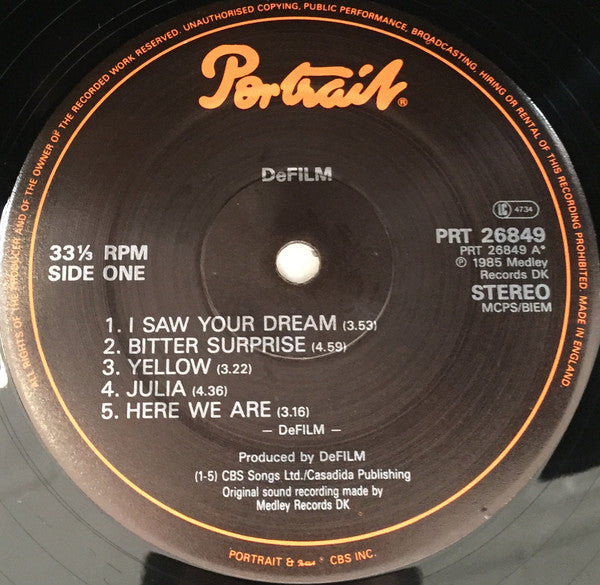 ALL RIGHTS OF THE PRODUCER AND OF THE OWNER OF THE RECORDED WORK RESERVED. UNAUTHORISED COPYING, PUBLIC PERFORMANCE, BROADCASTING, HIRING OR RENTAL OF THIS RECORDING PROHIBITED. MADE IN ENGLAND.
Portrait®
DeFILM
LC 4734
33⅓ RPM
SIDE ONE
PRT 26849
PRT 26849 A*
℗ 1985 Medley
Records DK
STEREO
MCPS/BIEM
1. I SAW YOUR DREAM (3.53)
2. BITTER SURPRISE (4.59)
3. YELLOW (3.22)
4. JULIA (4.36)
5. HERE WE ARE (3.16)
— DeFILM —
Produced by DeFILM
(1-5) CBS Songs Ltd./Casadida Publishing
Original sound recording made by
Medley Records DK
PORTRAIT & Portrait ® CBS INC.